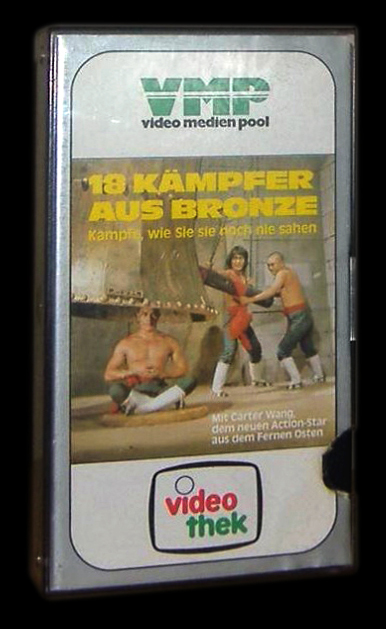 VMP
video medien pool
18 KÄMPFER
AUS BRONZE
Kämpfe, wie Sie sie noch nie sahen
Mit Carter Wang,
dem neuen Action-Star
aus dem Fernen Osten
video
thek